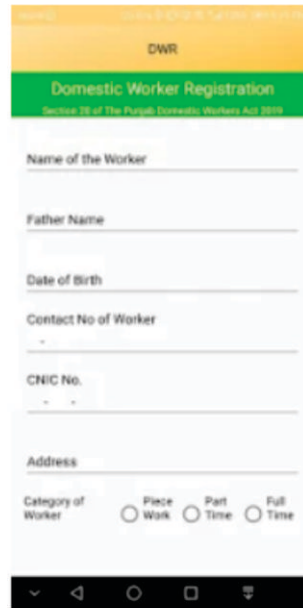 DWR
Domestic Worker Registration
Section 28 of The Punjab Domestic Workers Act 2019
Name of the Worker
Father Name
Date of Birth
Contact No of Worker
-
CNIC No.
- -
Address
Category of Worker Piece Work Part Time Full Time